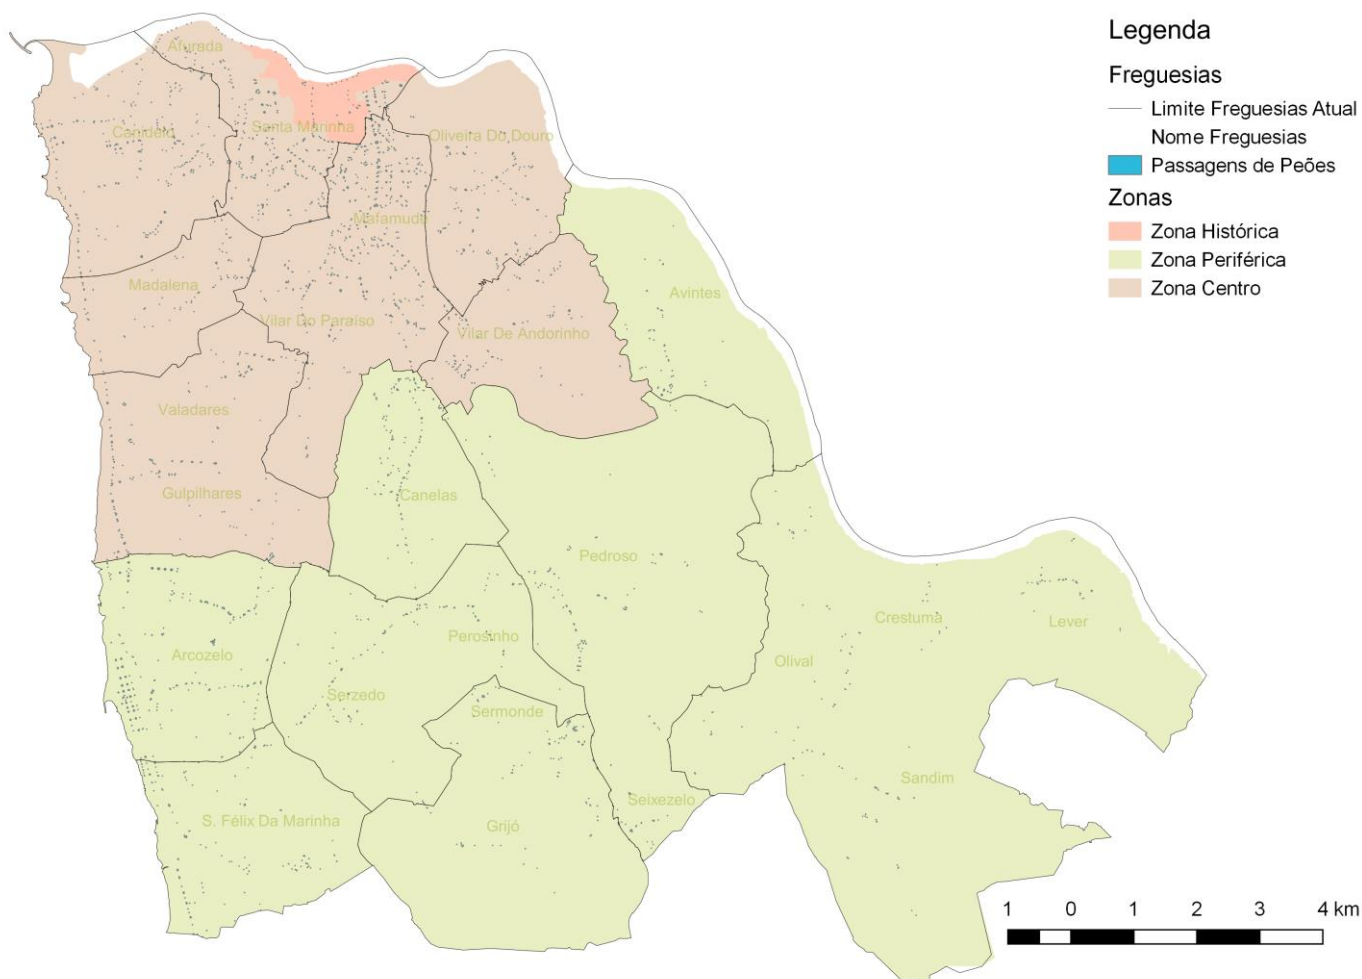 Legenda
Freguesias
Limite Freguesias Atual
Nome Freguesias
Passagens de Peões
Zonas
Zona Histórica
Zona Periférica
Zona Centro
Afurada
Canidelo
Santa Marinha
Oliveira Do Douro
Mafamude
Madalena
Avintes
Vilar Do Paraíso
Vilar De Andorinho
Valadares
Gulpilhares
Canelas
Pedroso
Crestuma
Lever
Perosinho
Arcozelo
Olival
Serzedo
Sermonde
Sandim
Seixezelo
S. Félix Da Marinha
Grijó
1 0 1 2 3 4 km